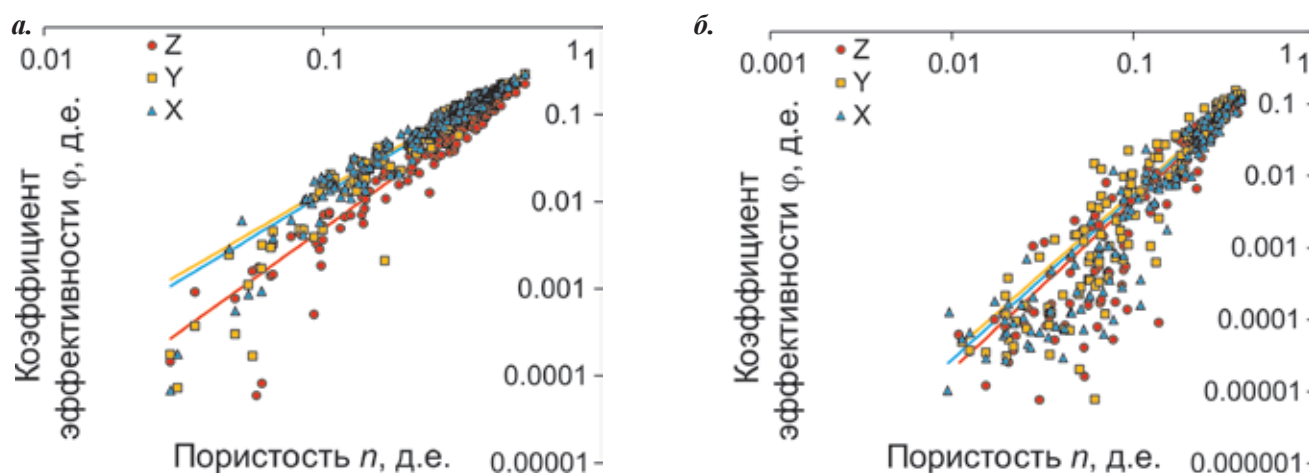 а.
0.01
0.1
1
1
Z
Y
X
0.1
0.01
0.001
0.0001
0.00001
Коэффициент
эффективности φ, д.е.
Пористость n, д.е.
б.
0.001
0.01
0.1
1
1
Z
Y
X
0.1
0.01
0.001
0.0001
0.000001
0.0000001
Коэффициент
эффективности φ, д.е.
Пористость n, д.е.